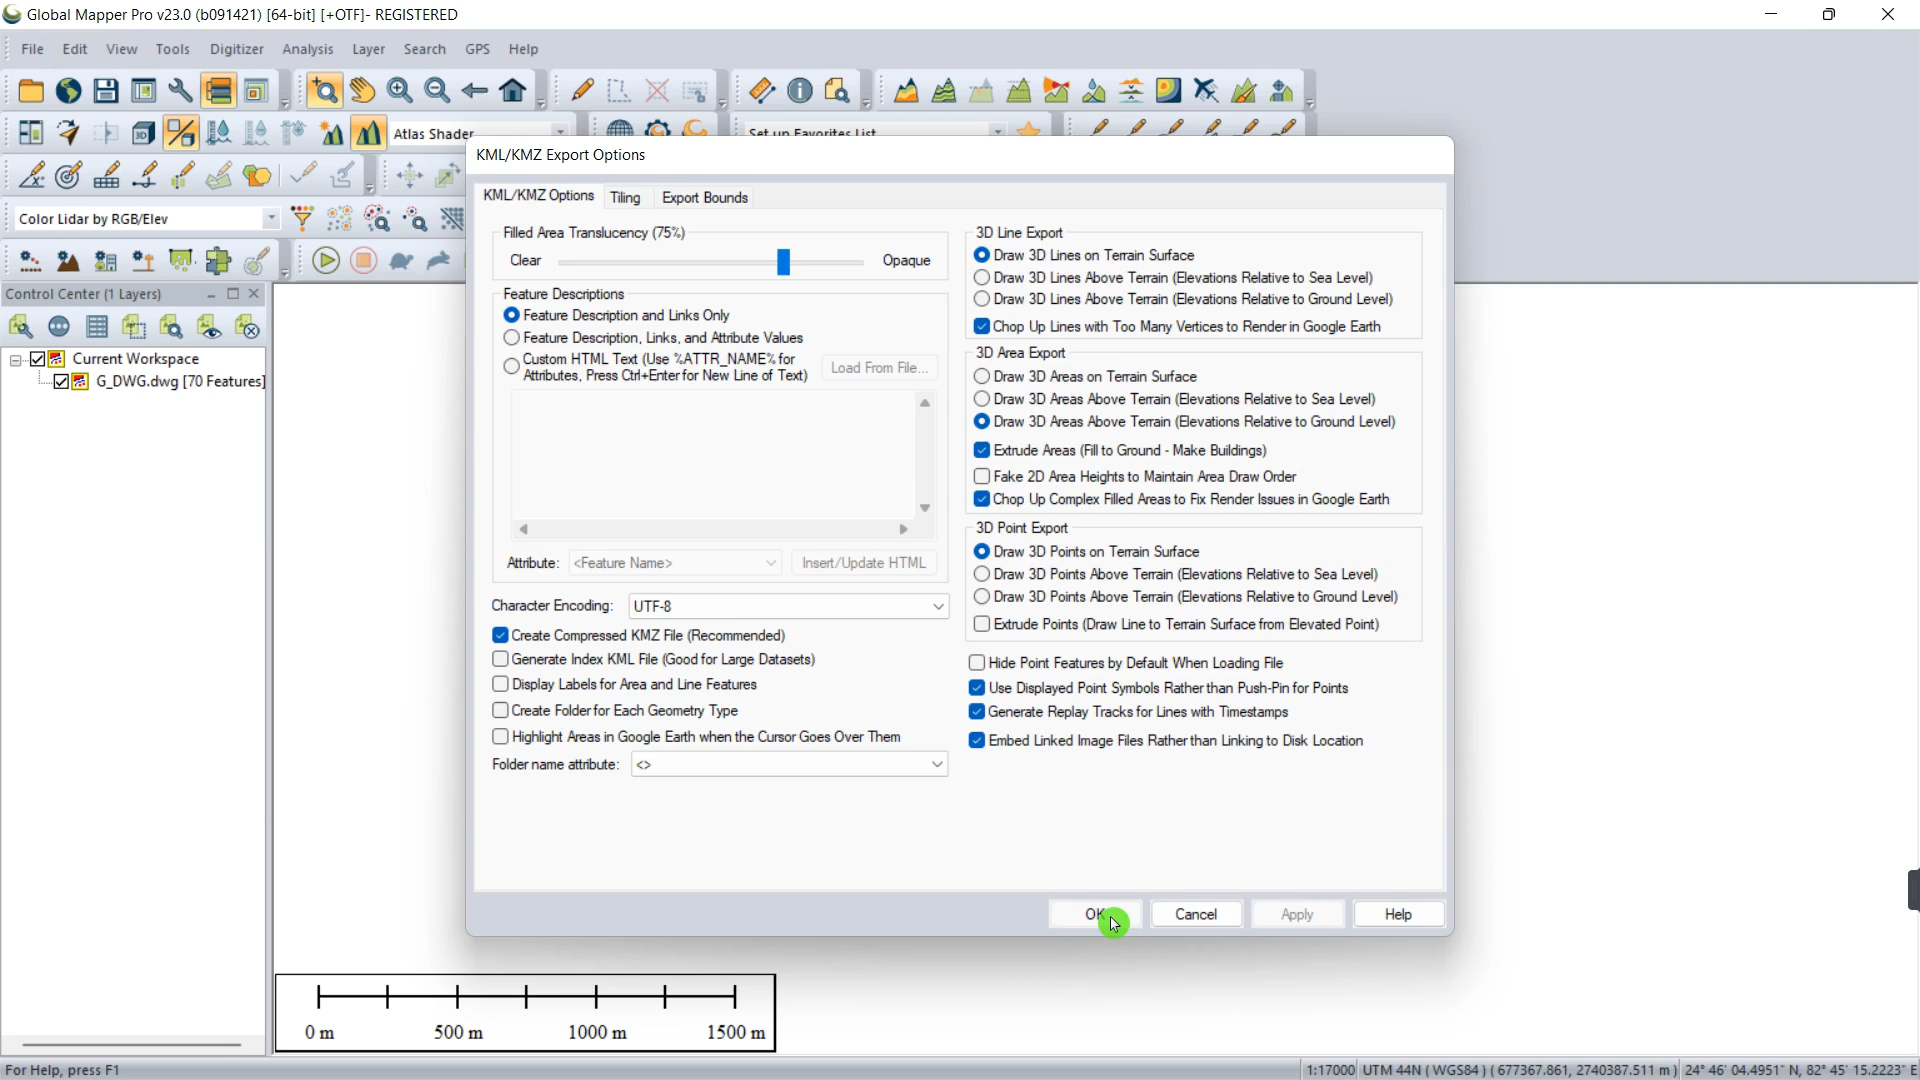 Global Mapper Pro v23.0 (b091421) [64-bit] [+OTF]- REGISTERED
File Edit View Tools Digitizer Analysis Layer Search GPS Help
Atlas Shader
Set up Favorites List
Color Lidar by RGB/Elev
Control Center (1 Layers)
Current Workspace
G_DWG.dwg [70 Features]
KML/KMZ Export Options
KML/KMZ Options Tiling Export Bounds
Filled Area Translucency (75%)
Clear Opaque
Feature Descriptions
Feature Description and Links Only
Feature Description, Links, and Attribute Values
Custom HTML Text (Use %ATTR_NAME% for
Attributes, Press Ctrl+Enter for New Line of Text)
Load From File...
Attribute: <Feature Name> Insert/Update HTML
Character Encoding: UTF-8
Create Compressed KMZ File (Recommended)
Generate Index KML File (Good for Large Datasets)
Display Labels for Area and Line Features
Create Folder for Each Geometry Type
Highlight Areas in Google Earth when the Cursor Goes Over Them
Folder name attribute: <>
3D Line Export
Draw 3D Lines on Terrain Surface
Draw 3D Lines Above Terrain (Elevations Relative to Sea Level)
Draw 3D Lines Above Terrain (Elevations Relative to Ground Level)
Chop Up Lines with Too Many Vertices to Render in Google Earth
3D Area Export
Draw 3D Areas on Terrain Surface
Draw 3D Areas Above Terrain (Elevations Relative to Sea Level)
Draw 3D Areas Above Terrain (Elevations Relative to Ground Level)
Extrude Areas (Fill to Ground - Make Buildings)
Fake 2D Area Heights to Maintain Area Draw Order
Chop Up Complex Filled Areas to Fix Render Issues in Google Earth
3D Point Export
Draw 3D Points on Terrain Surface
Draw 3D Points Above Terrain (Elevations Relative to Sea Level)
Draw 3D Points Above Terrain (Elevations Relative to Ground Level)
Extrude Points (Draw Line to Terrain Surface from Elevated Point)
Hide Point Features by Default When Loading File
Use Displayed Point Symbols Rather than Push-Pin for Points
Generate Replay Tracks for Lines with Timestamps
Embed Linked Image Files Rather than Linking to Disk Location
OK Cancel Apply Help
0 m 500 m 1000 m 1500 m
For Help, press F1
1:17000 UTM 44N ( WGS84 ) ( 677367.861, 2740387.511 m ) 24° 46' 04.4951" N, 82° 45' 15.2223" E